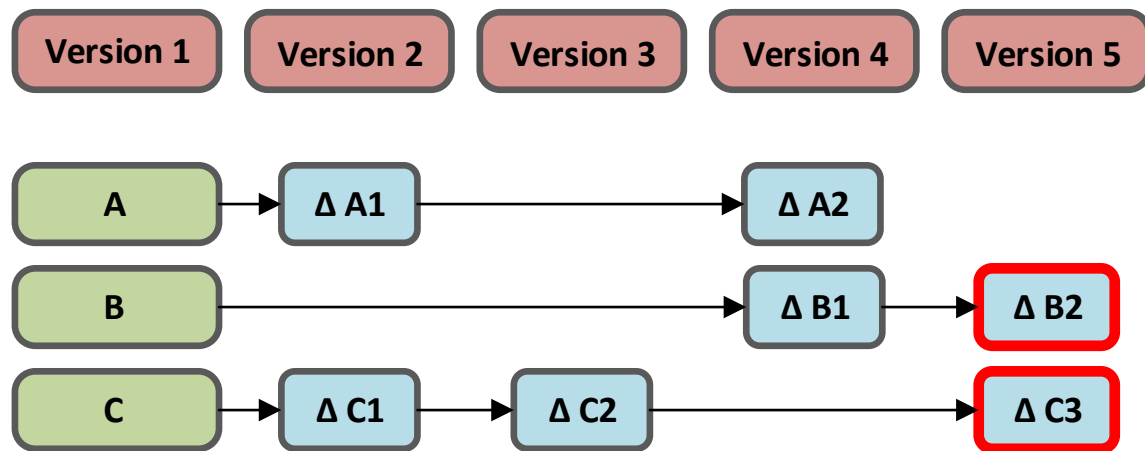 Version 1 Version 2 Version 3 Version 4 Version 5
A Δ A1 Δ A2
B Δ B1 Δ B2
C Δ C1 Δ C2 Δ C3